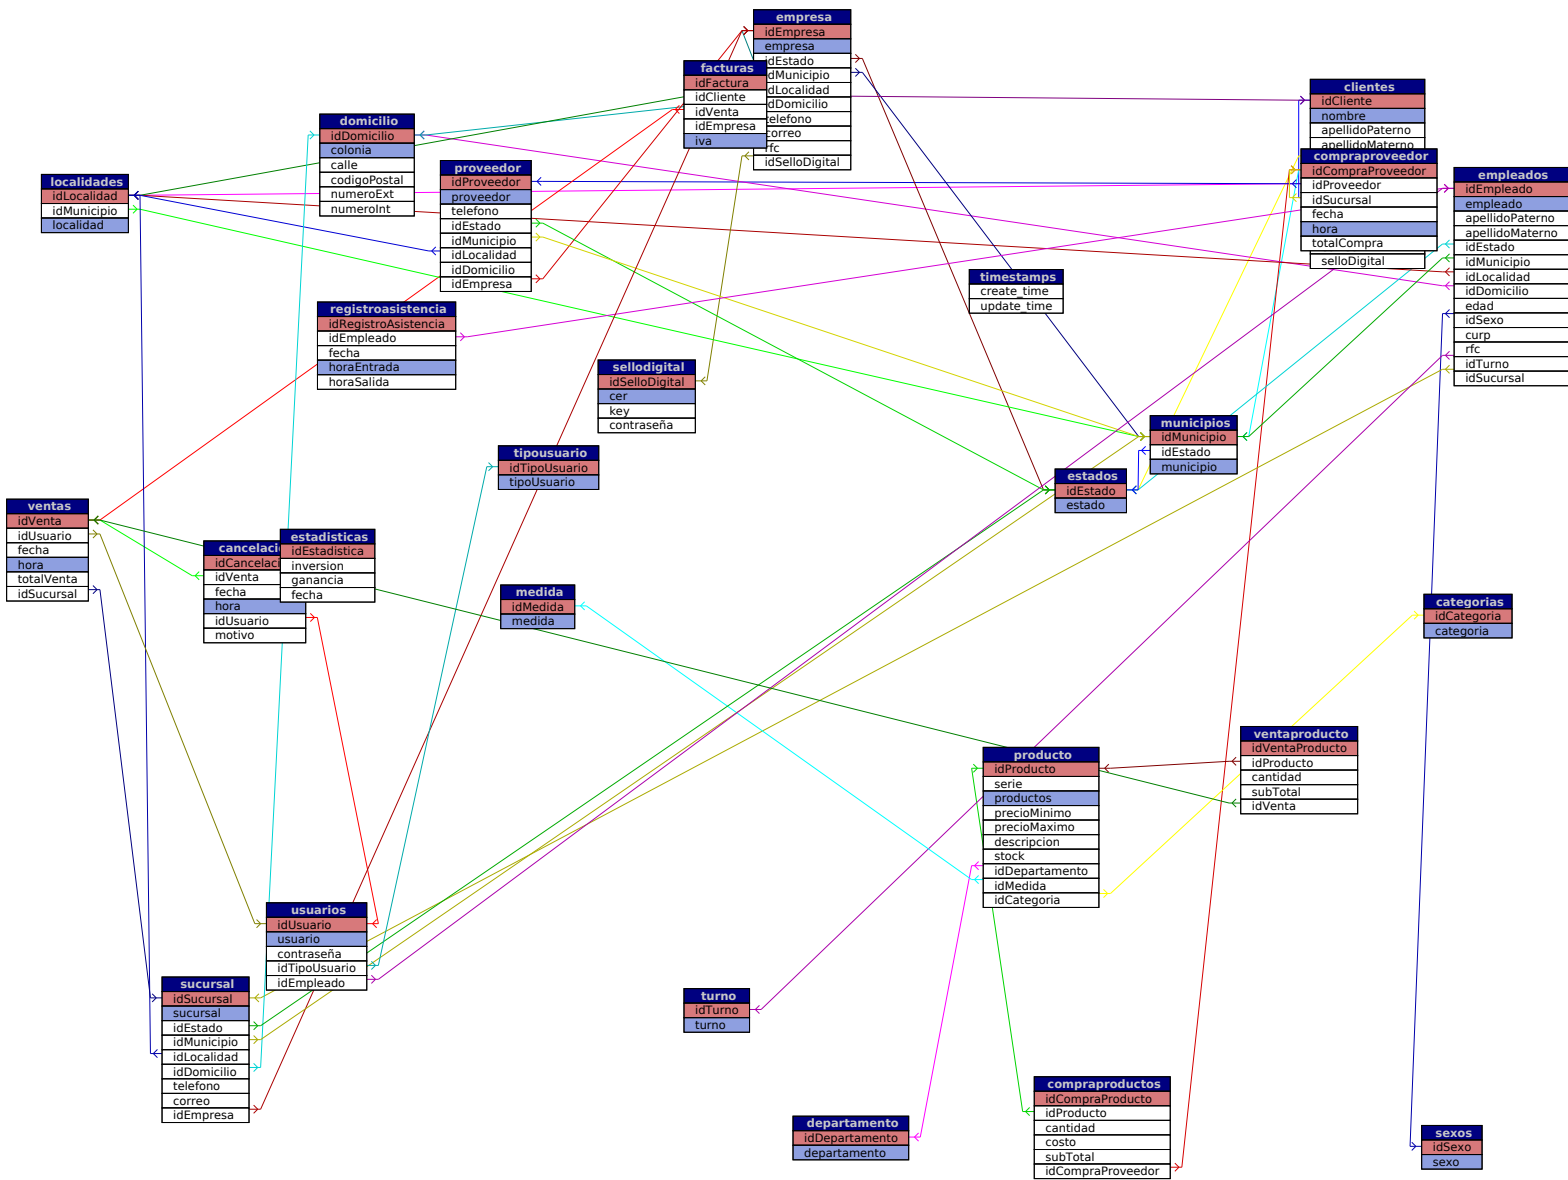 empresa
idEmpresa
empresa
idEstado
idMunicipio
idLocalidad
idDomicilio
telefono
correo
rfc
idSelloDigital
facturas
idFactura
idCliente
idVenta
idEmpresa
iva
clientes
idCliente
nombre
apellidoPaterno
apellidoMaterno
selloDigital
compraproveedor
idCompraProveedor
idProveedor
idSucursal
fecha
hora
totalCompra
empleados
idEmpleado
empleado
apellidoPaterno
apellidoMaterno
idEstado
idMunicipio
idLocalidad
idDomicilio
edad
idSexo
curp
rfc
idTurno
idSucursal
domicilio
idDomicilio
colonia
calle
codigoPostal
numeroExt
numeroInt
proveedor
idProveedor
proveedor
telefono
idEstado
idMunicipio
idLocalidad
idDomicilio
idEmpresa
localidades
idLocalidad
idMunicipio
localidad
timestamps
create_time
update_time
registroasistencia
idRegistroAsistencia
idEmpleado
fecha
horaEntrada
horaSalida
sellodigital
idSelloDigital
cer
key
contraseña
municipios
idMunicipio
idEstado
municipio
tipousuario
idTipoUsuario
tipoUsuario
estados
idEstado
estado
ventas
idVenta
idUsuario
fecha
hora
totalVenta
idSucursal
cancelaci
idCancelaci
idVenta
fecha
hora
idUsuario
motivo
estadisticas
idEstadistica
inversion
ganancia
fecha
medida
idMedida
medida
categorias
idCategoria
categoria
ventaproducto
idVentaProducto
idProducto
cantidad
subTotal
idVenta
producto
idProducto
serie
productos
precioMinimo
precioMaximo
descripcion
stock
idDepartamento
idMedida
idCategoria
usuarios
idUsuario
usuario
contraseña
idTipoUsuario
idEmpleado
sucursal
idSucursal
sucursal
idEstado
idMunicipio
idLocalidad
idDomicilio
telefono
correo
idEmpresa
turno
idTurno
turno
compraproductos
idCompraProducto
idProducto
cantidad
costo
subTotal
idCompraProveedor
departamento
idDepartamento
departamento
sexos
idSexo
sexo